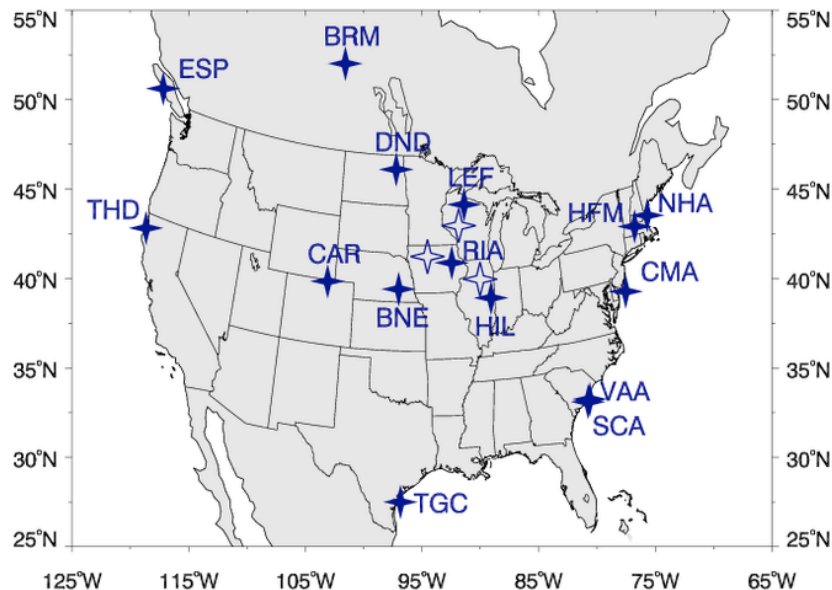 55°N 55°N
BRM
ESP
50°N 50°N
DND
LEF
45°N 45°N
THD HFM NHA
CAR RIA CMA
40°N 40°N
BNE HIL
35°N 35°N
VAA
SCA
30°N 30°N
TGC
25°N 25°N
125°W 115°W 105°W 95°W 85°W 75°W 65°W